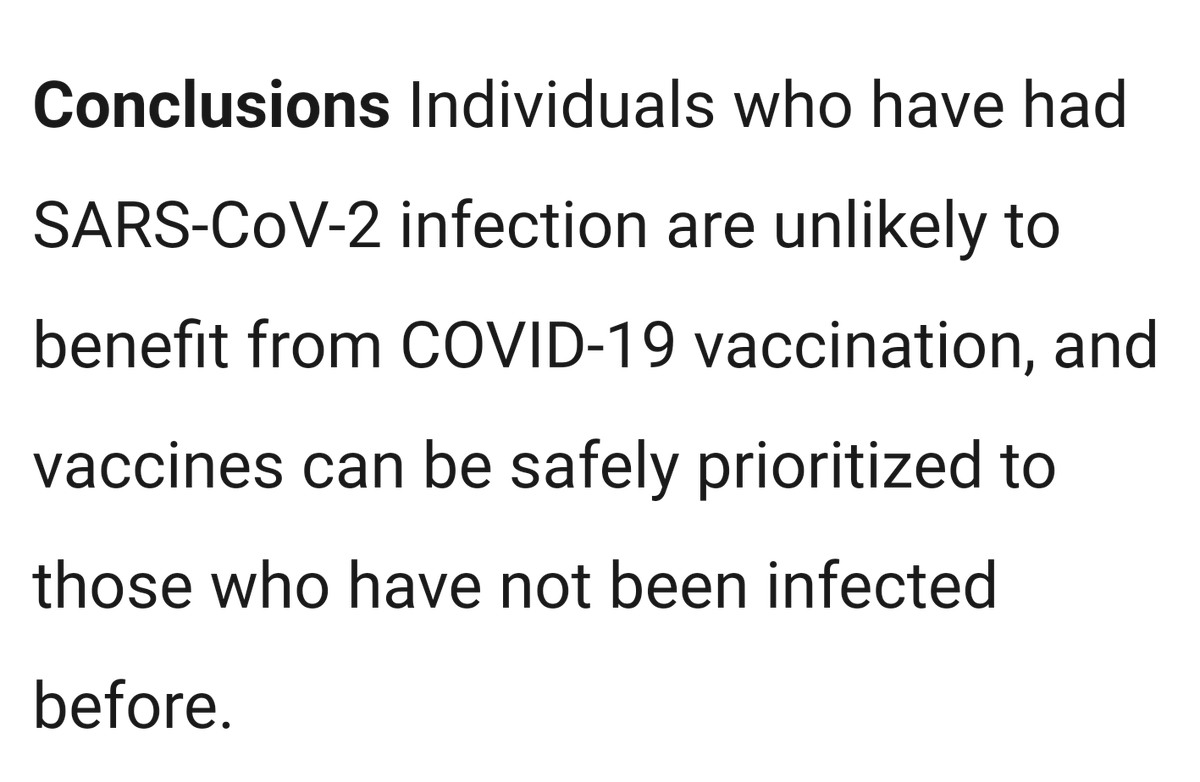 Conclusions Individuals who have had
SARS-CoV-2 infection are unlikely to
benefit from COVID-19 vaccination, and
vaccines can be safely prioritized to
those who have not been infected
before.